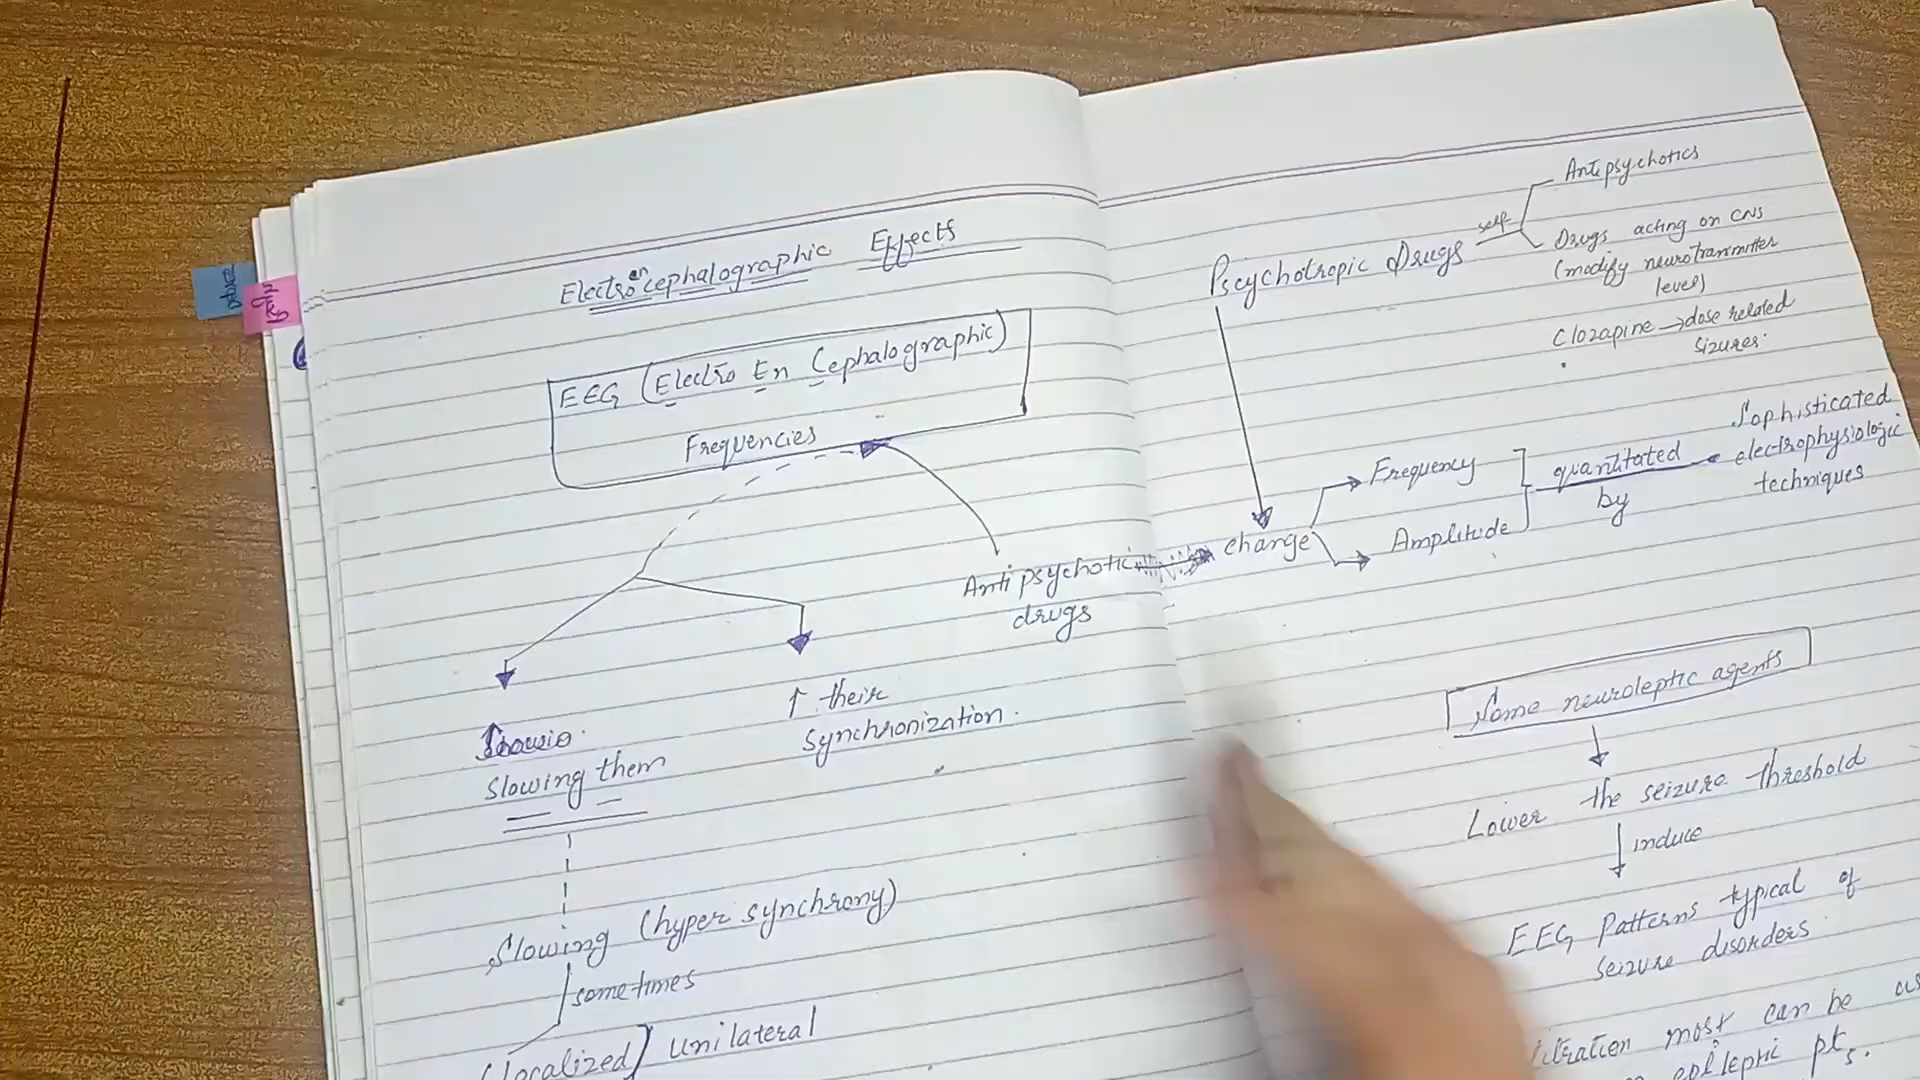 Electroencephalographic Effects
EEG (Electro En Cephalographic)
Frequencies
Antipsychotic
drugs
↑ their
synchronization.
Slowing them
Slowing (hyper synchrony)
sometimes
(localized) unilateral
Antipsychotics
Pscychotropic Drugs
self
Drugs acting on CNS
(modify neurotranmitter
level)
Clozapine → dose related
sizures.
change
Frequency
Amplitude
quantitated
by
Sophisticated
electrophysiologic
techniques
Some neuroleptic agents
Lower the seizure threshold
induce
EEG Patterns typical of
seizure disorders
most can be
epileptic pts.